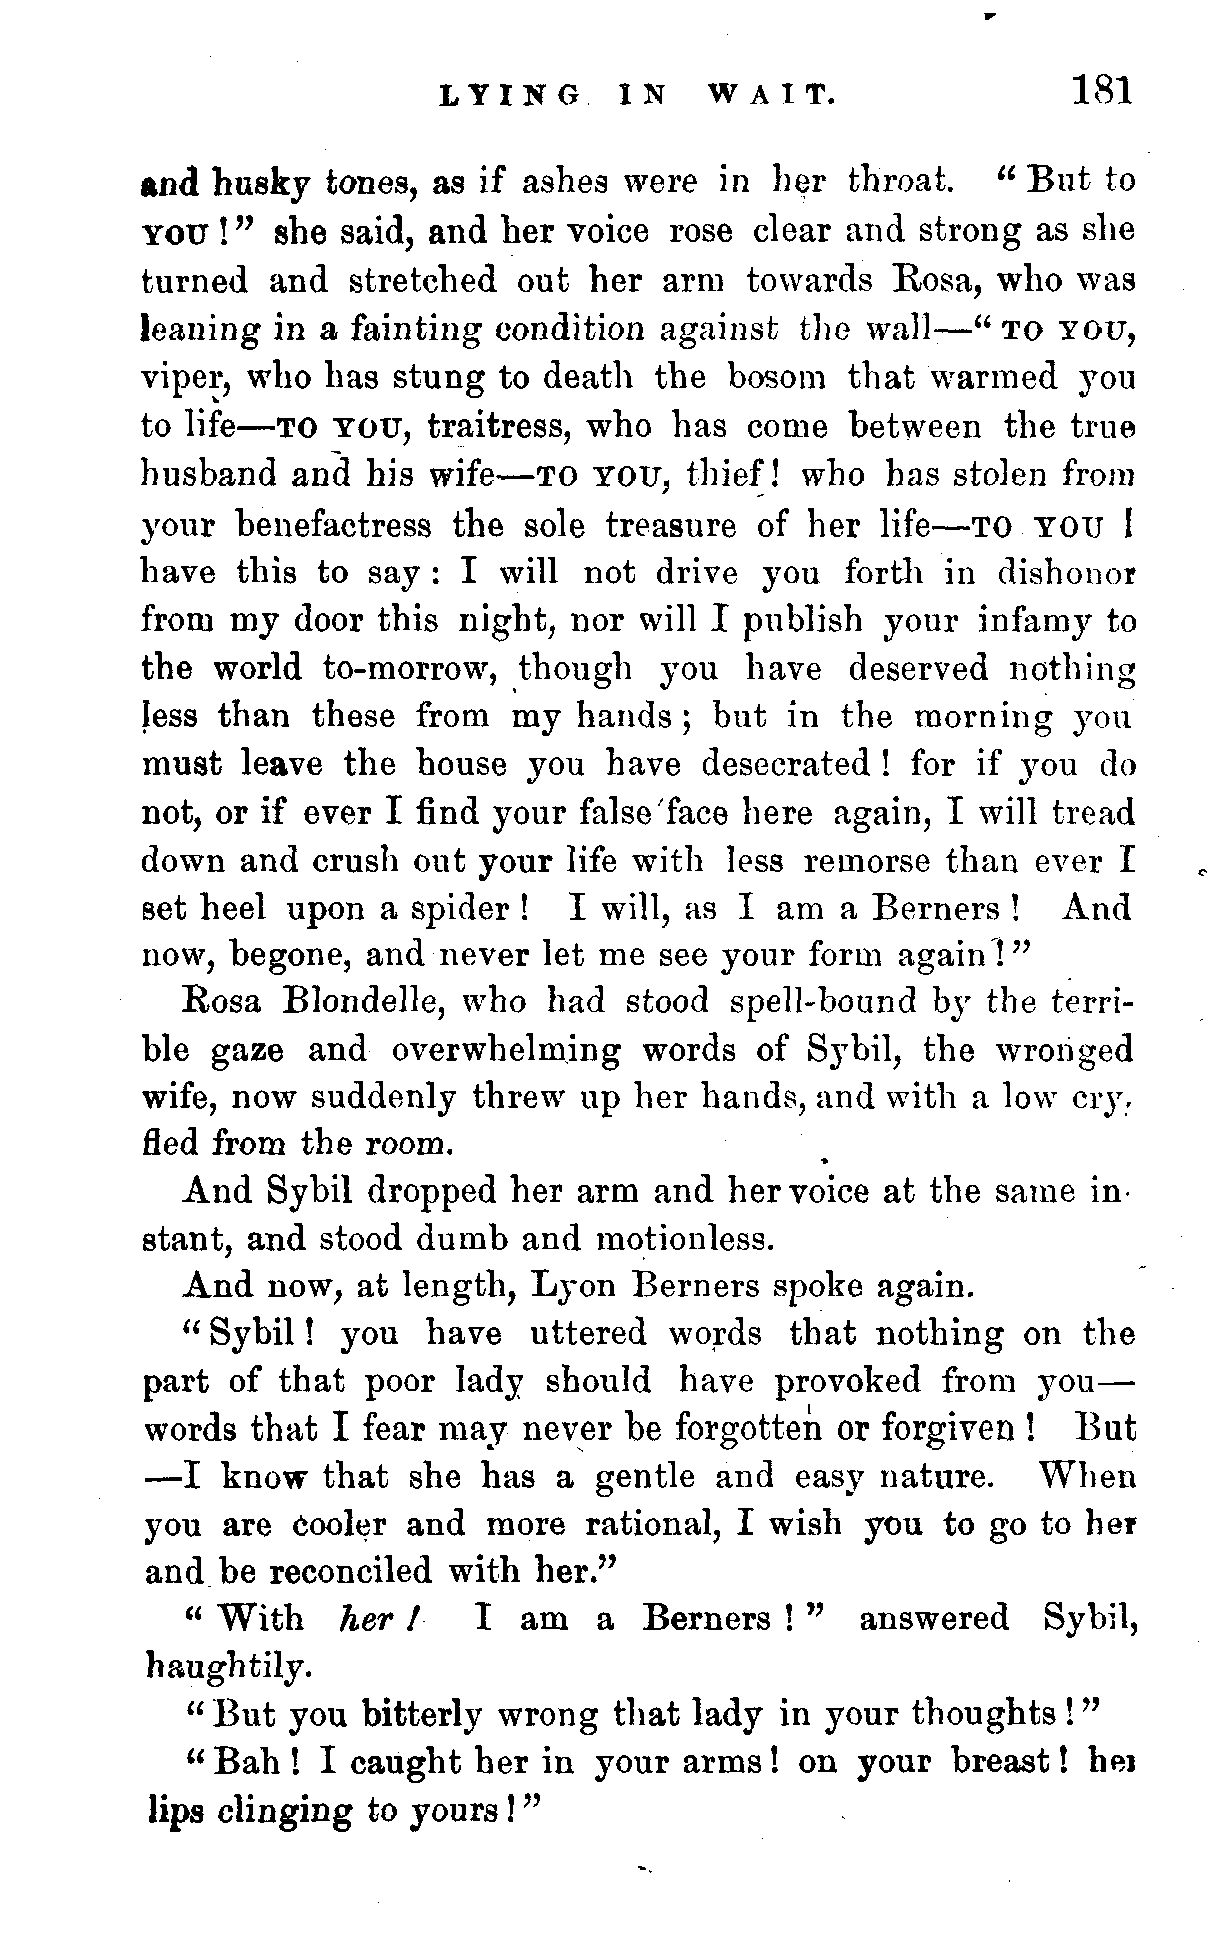 LYING IN WAIT. 181
and husky tones, as if ashes were in her throat. “But to
YOU!” she said, and her voice rose clear and strong as she
turned and stretched out her arm towards Rosa, who was
leaning in a fainting condition against the wall—“TO YOU,
viper, who has stung to death the bosom that warmed you
to life—TO YOU, traitress, who has come between the true
husband and his wife—TO YOU, thief! who has stolen from
your benefactress the sole treasure of her life—TO YOU I
have this to say: I will not drive you forth in dishonor
from my door this night, nor will I publish your infamy to
the world to-morrow, though you have deserved nothing
less than these from my hands; but in the morning you
must leave the house you have desecrated! for if you do
not, or if ever I find your false face here again, I will tread
down and crush out your life with less remorse than ever I
set heel upon a spider! I will, as I am a Berners! And
now, begone, and never let me see your form again!”
Rosa Blondelle, who had stood spell-bound by the terri-
ble gaze and overwhelming words of Sybil, the wronged
wife, now suddenly threw up her hands, and with a low cry,
fled from the room.
And Sybil dropped her arm and her voice at the same in-
stant, and stood dumb and motionless.
And now, at length, Lyon Berners spoke again.
“Sybil! you have uttered words that nothing on the
part of that poor lady should have provoked from you—
words that I fear may never be forgotten or forgiven! But
—I know that she has a gentle and easy nature. When
you are cooler and more rational, I wish you to go to her
and be reconciled with her.”
“With her! I am a Berners!” answered Sybil,
haughtily.
“But you bitterly wrong that lady in your thoughts!”
“Bah! I caught her in your arms! on your breast! her
lips clinging to yours!”